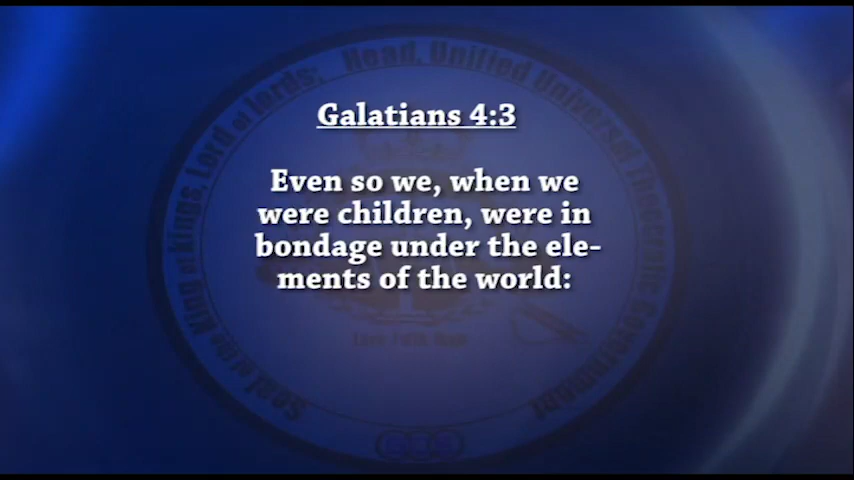 Galatians 4:3
Even so we, when we
were children, were in
bondage under the ele-
ments of the world:
Seal of the King of kings, Lord of lords; Head, Unified Universal Theocratic Government